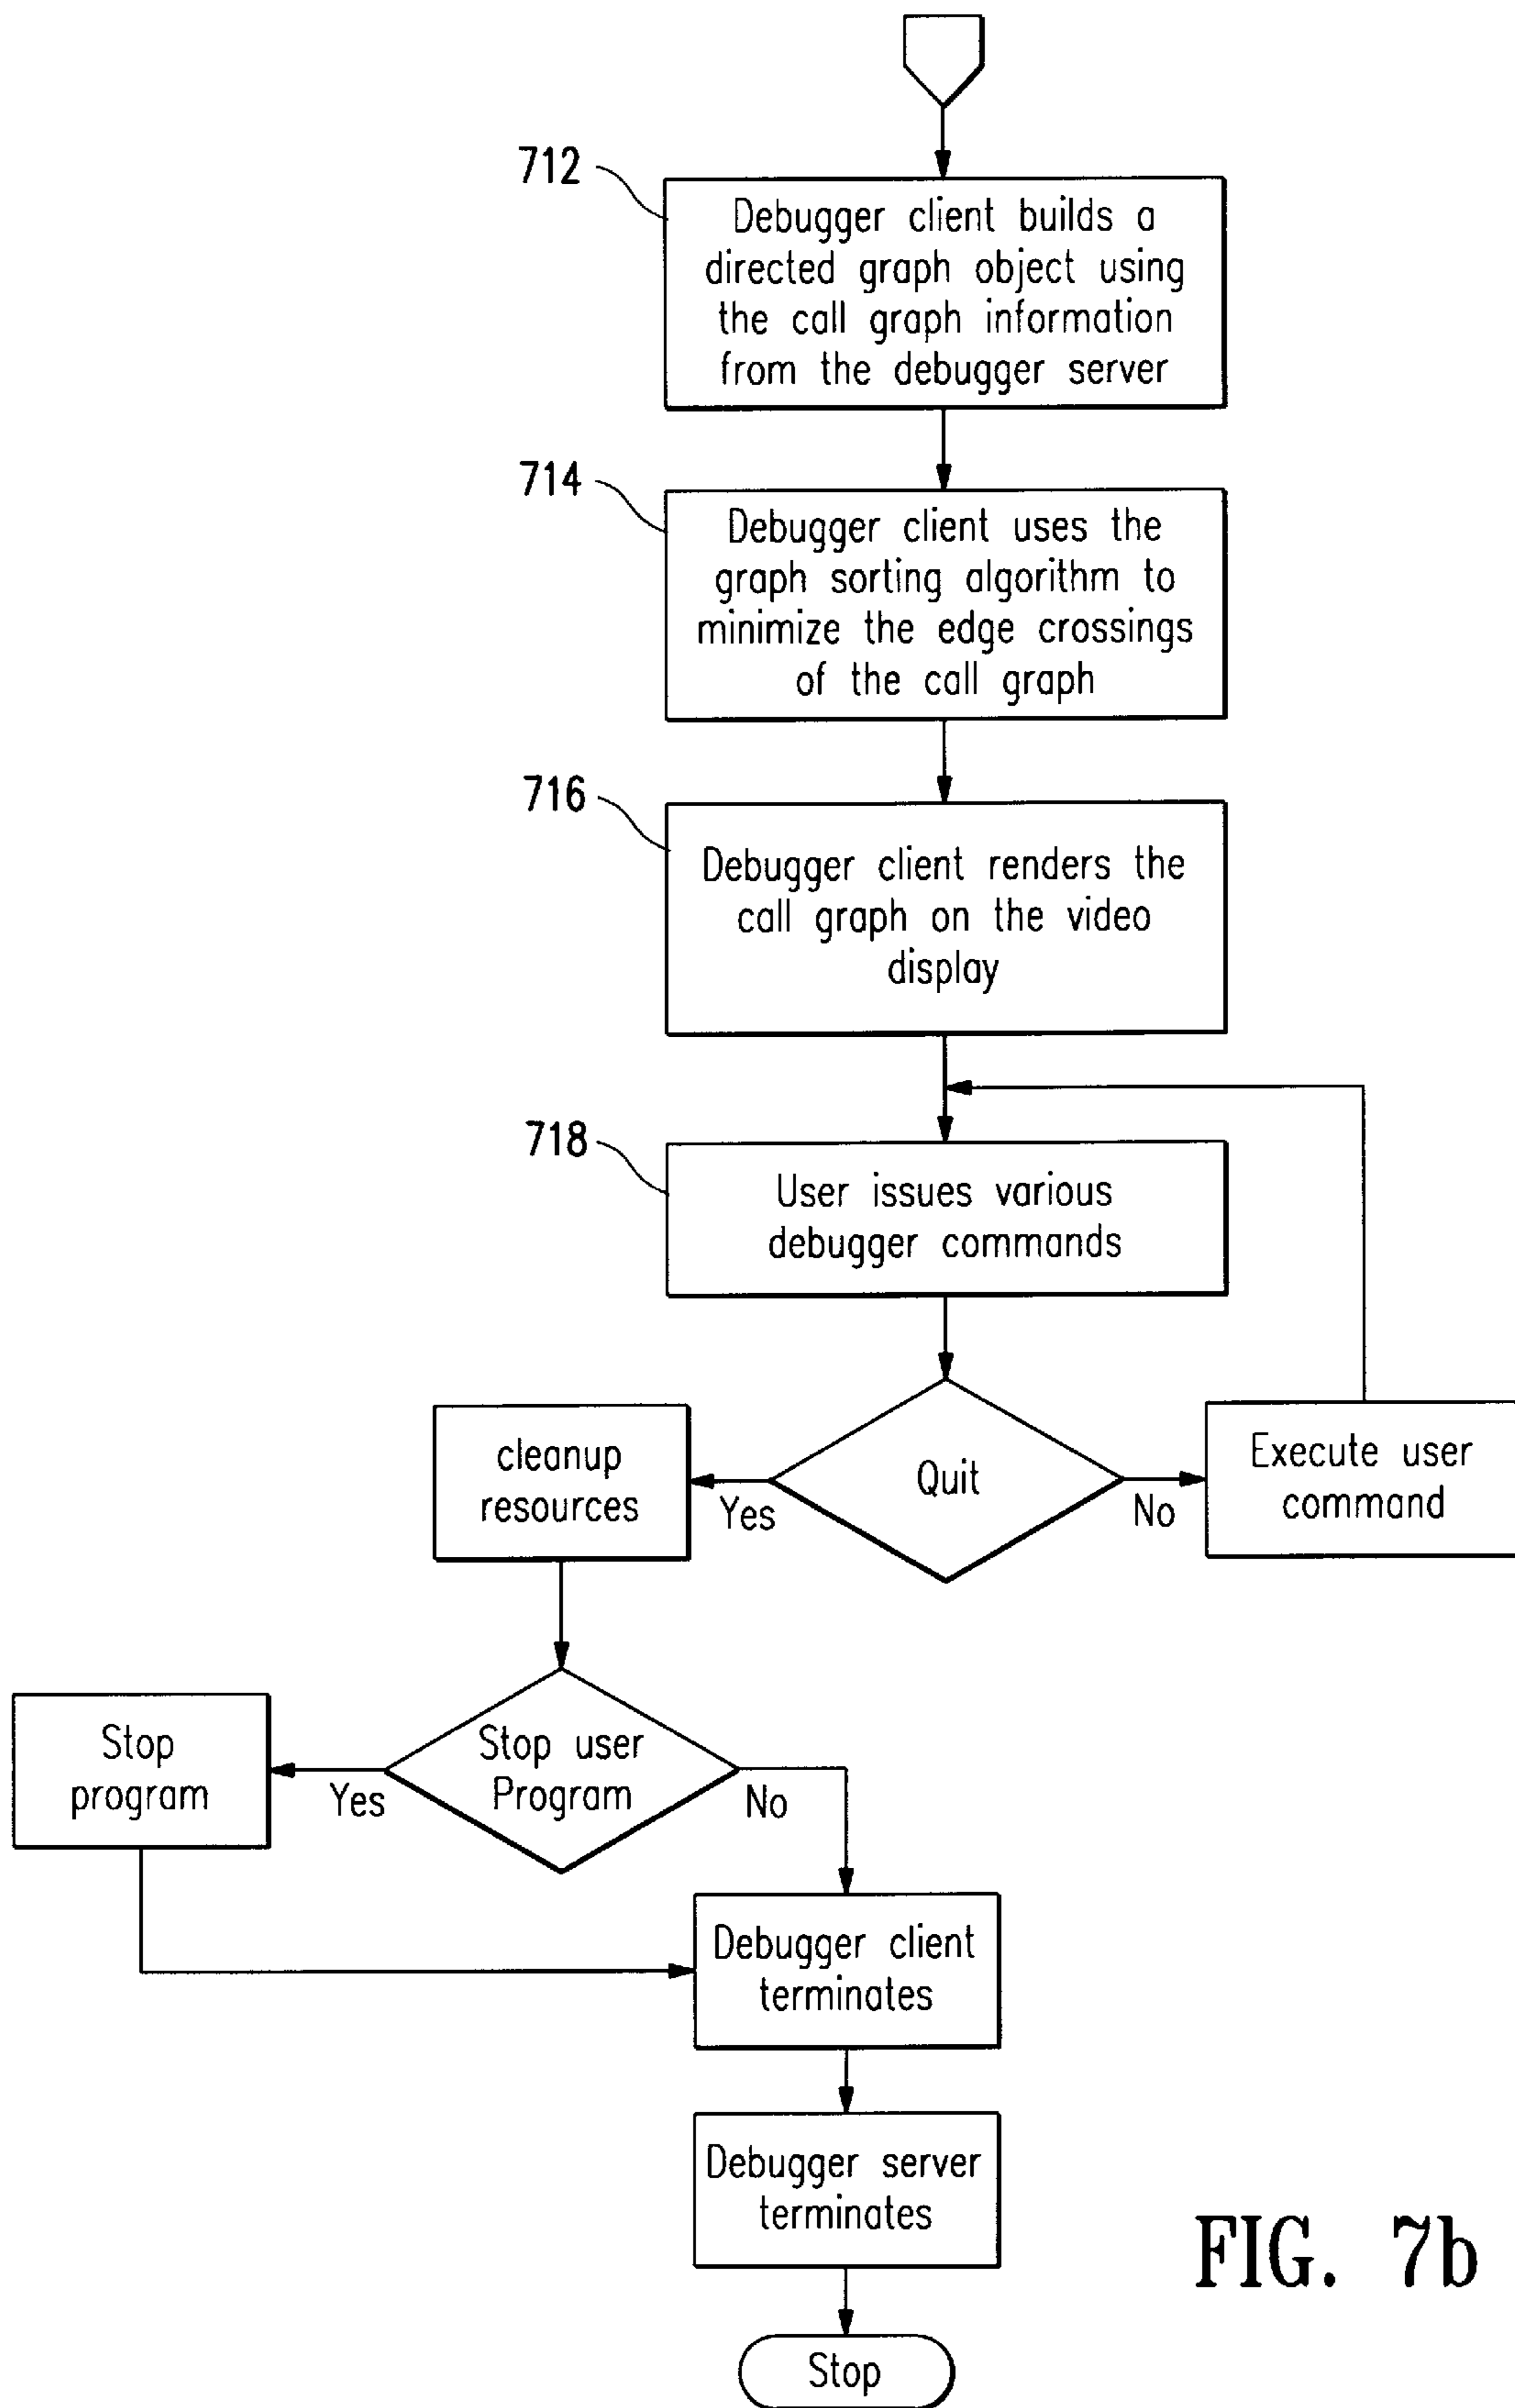 712
Debugger client builds a
directed graph object using
the call graph information
from the debugger server
714
Debugger client uses the
graph sorting algorithm to
minimize the edge crossings
of the call graph
716
Debugger client renders the
call graph on the video
display
718
User issues various
debugger commands
Quit
Yes
No
cleanup
resources
Execute user
command
Stop user
Program
Yes
No
Stop
program
Debugger client
terminates
Debugger server
terminates
Stop
FIG. 7b